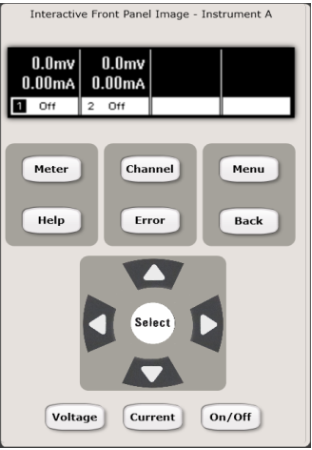 Interactive Front Panel Image - Instrument A
0.0mv 0.0mv
0.00mA 0.00mA
1 Off 2 Off
Meter Channel Menu
Help Error Back
Select
Voltage Current On/Off